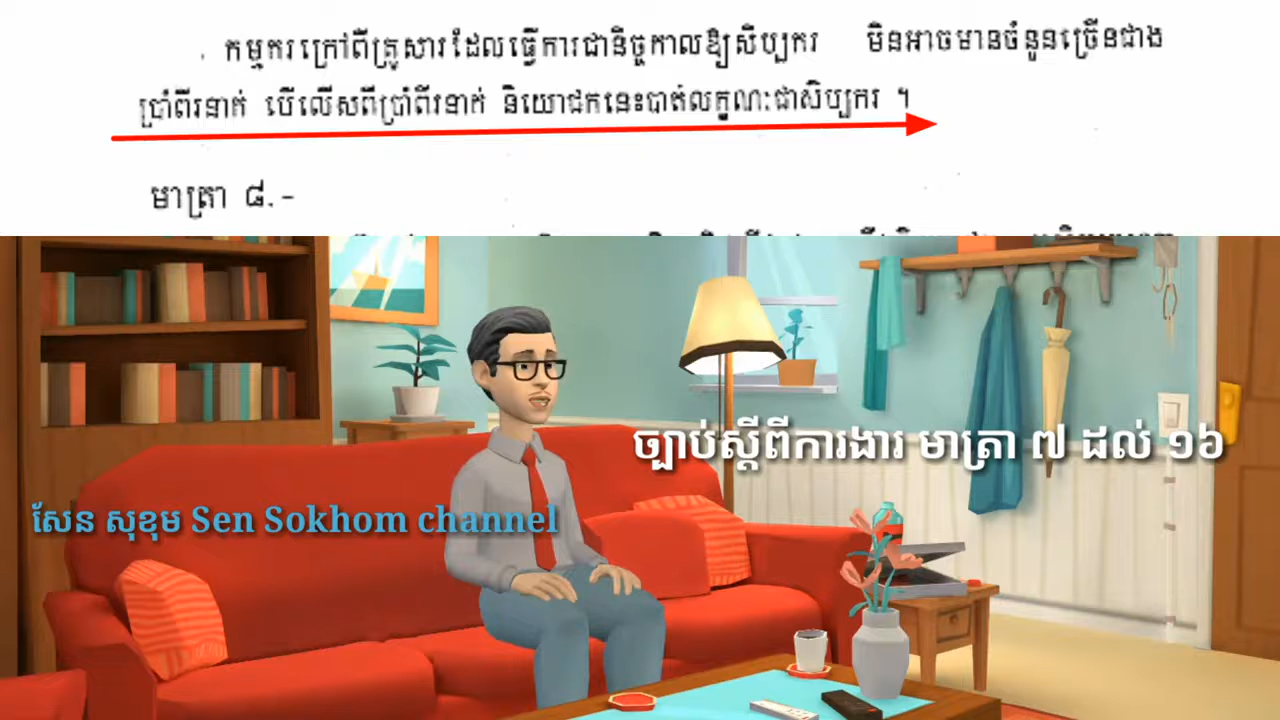 កម្មករក្រៅពីគ្រួសារដែលធ្វើការជានិច្ចកាលឱ្យសិប្បករ មិនអាចមានចំនួនច្រើនជាង
ប្រាំពីរនាក់ បើលើសពីប្រាំពីរនាក់ និយោជកនេះបាត់លក្ខណៈជាសិប្បករ ។
មាត្រា ៨.-
ច្បាប់ស្តីពីការងារ មាត្រា ៧ ដល់ ១៦
សែន សុខុម Sen Sokhom channel